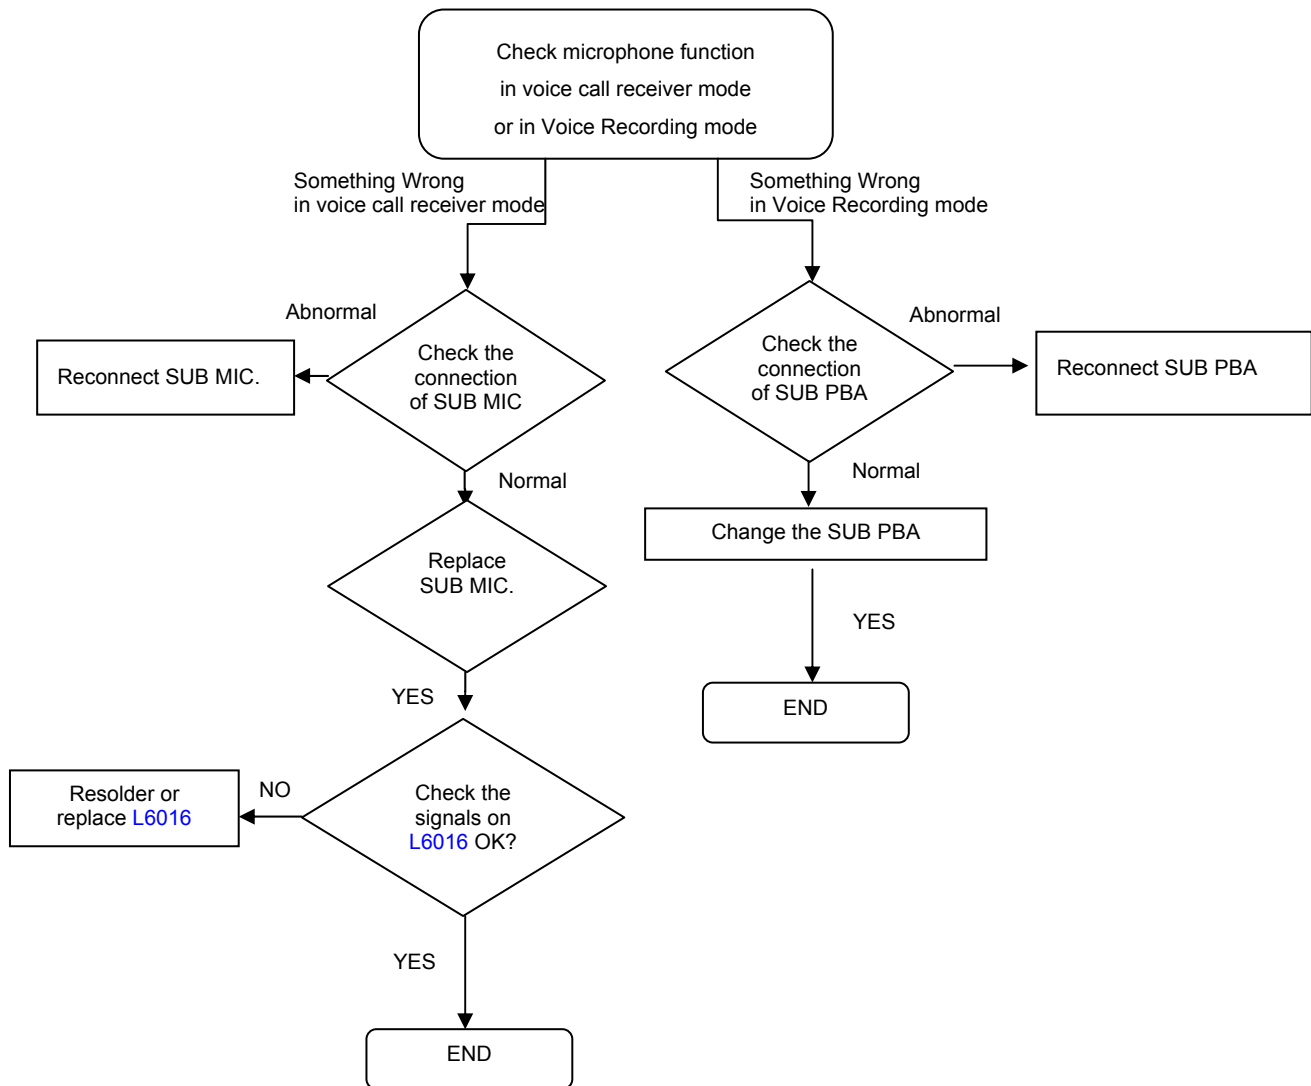 Check microphone function
in voice call receiver mode
or in Voice Recording mode
Something Wrong
in voice call receiver mode
Something Wrong
in Voice Recording mode
Abnormal
Reconnect SUB MIC.
Check the
connection
of SUB MIC
Normal
Replace
SUB MIC.
YES
Check the
signals on
L6016 OK?
NO
Resolder or
replace L6016
YES
END
Check the
connection
of SUB PBA
Abnormal
Reconnect SUB PBA
Normal
Change the SUB PBA
YES
END